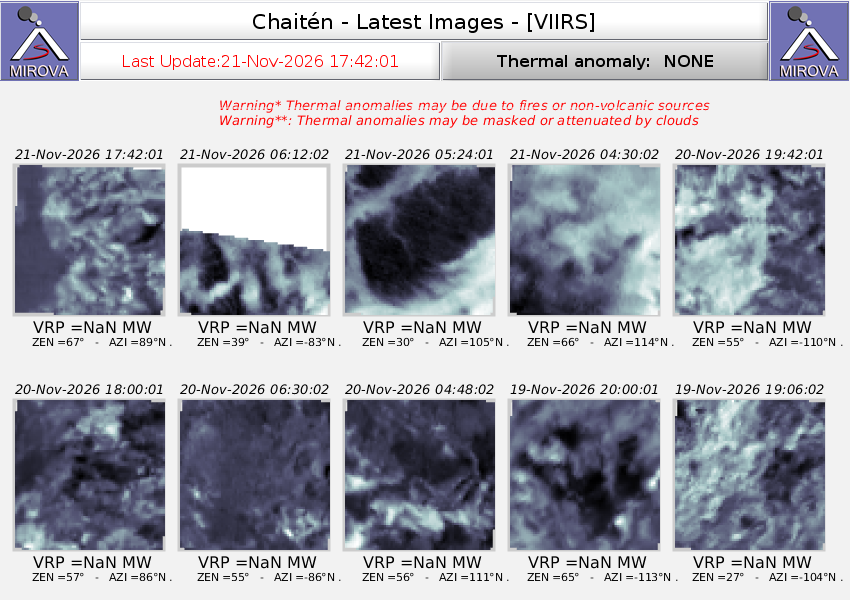 Chaitén - Latest Images - [VIIRS]
MIROVA
Last Update:21-Nov-2026 17:42:01
Thermal anomaly: NONE
MIROVA
Warning* Thermal anomalies may be due to fires or non-volcanic sources
Warning**: Thermal anomalies may be masked or attenuated by clouds
21-Nov-2026 17:42:01 21-Nov-2026 06:12:02 21-Nov-2026 05:24:01 21-Nov-2026 04:30:02 20-Nov-2026 19:42:01
VRP =NaN MW VRP =NaN MW VRP =NaN MW VRP =NaN MW VRP =NaN MW
ZEN =67° - AZI =89°N . ZEN =39° - AZI =-83°N . ZEN =30° - AZI =105°N . ZEN =66° - AZI =114°N . ZEN =55° - AZI =-110°N .
20-Nov-2026 18:00:01 20-Nov-2026 06:30:02 20-Nov-2026 04:48:02 19-Nov-2026 20:00:01 19-Nov-2026 19:06:02
VRP =NaN MW VRP =NaN MW VRP =NaN MW VRP =NaN MW VRP =NaN MW
ZEN =57° - AZI =86°N . ZEN =55° - AZI =-86°N . ZEN =56° - AZI =111°N . ZEN =65° - AZI =-113°N . ZEN =27° - AZI =-104°N .